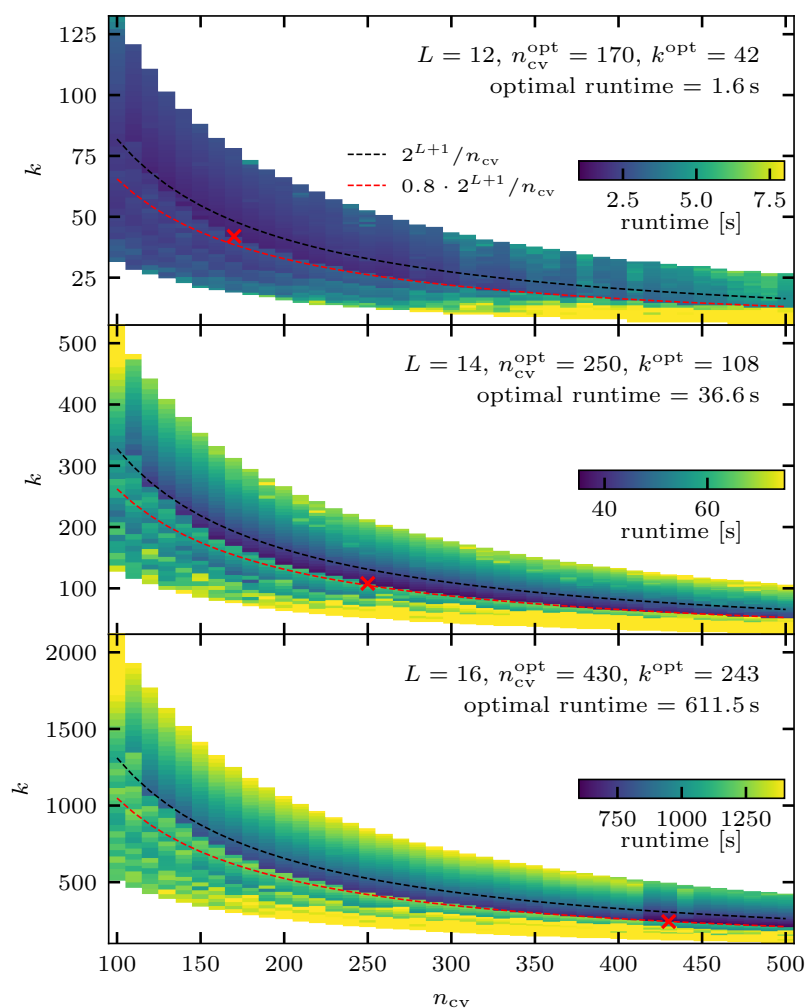 125
100
75
50
25
k
L = 12, n_cv^opt = 170, k^opt = 42
optimal runtime = 1.6 s
2^{L+1}/n_cv
0.8 · 2^{L+1}/n_cv
2.5 5.0 7.5
runtime [s]
500
400
300
200
100
k
L = 14, n_cv^opt = 250, k^opt = 108
optimal runtime = 36.6 s
40 60
runtime [s]
2000
1500
1000
500
k
L = 16, n_cv^opt = 430, k^opt = 243
optimal runtime = 611.5 s
750 1000 1250
runtime [s]
100 150 200 250 300 350 400 450 500
n_cv